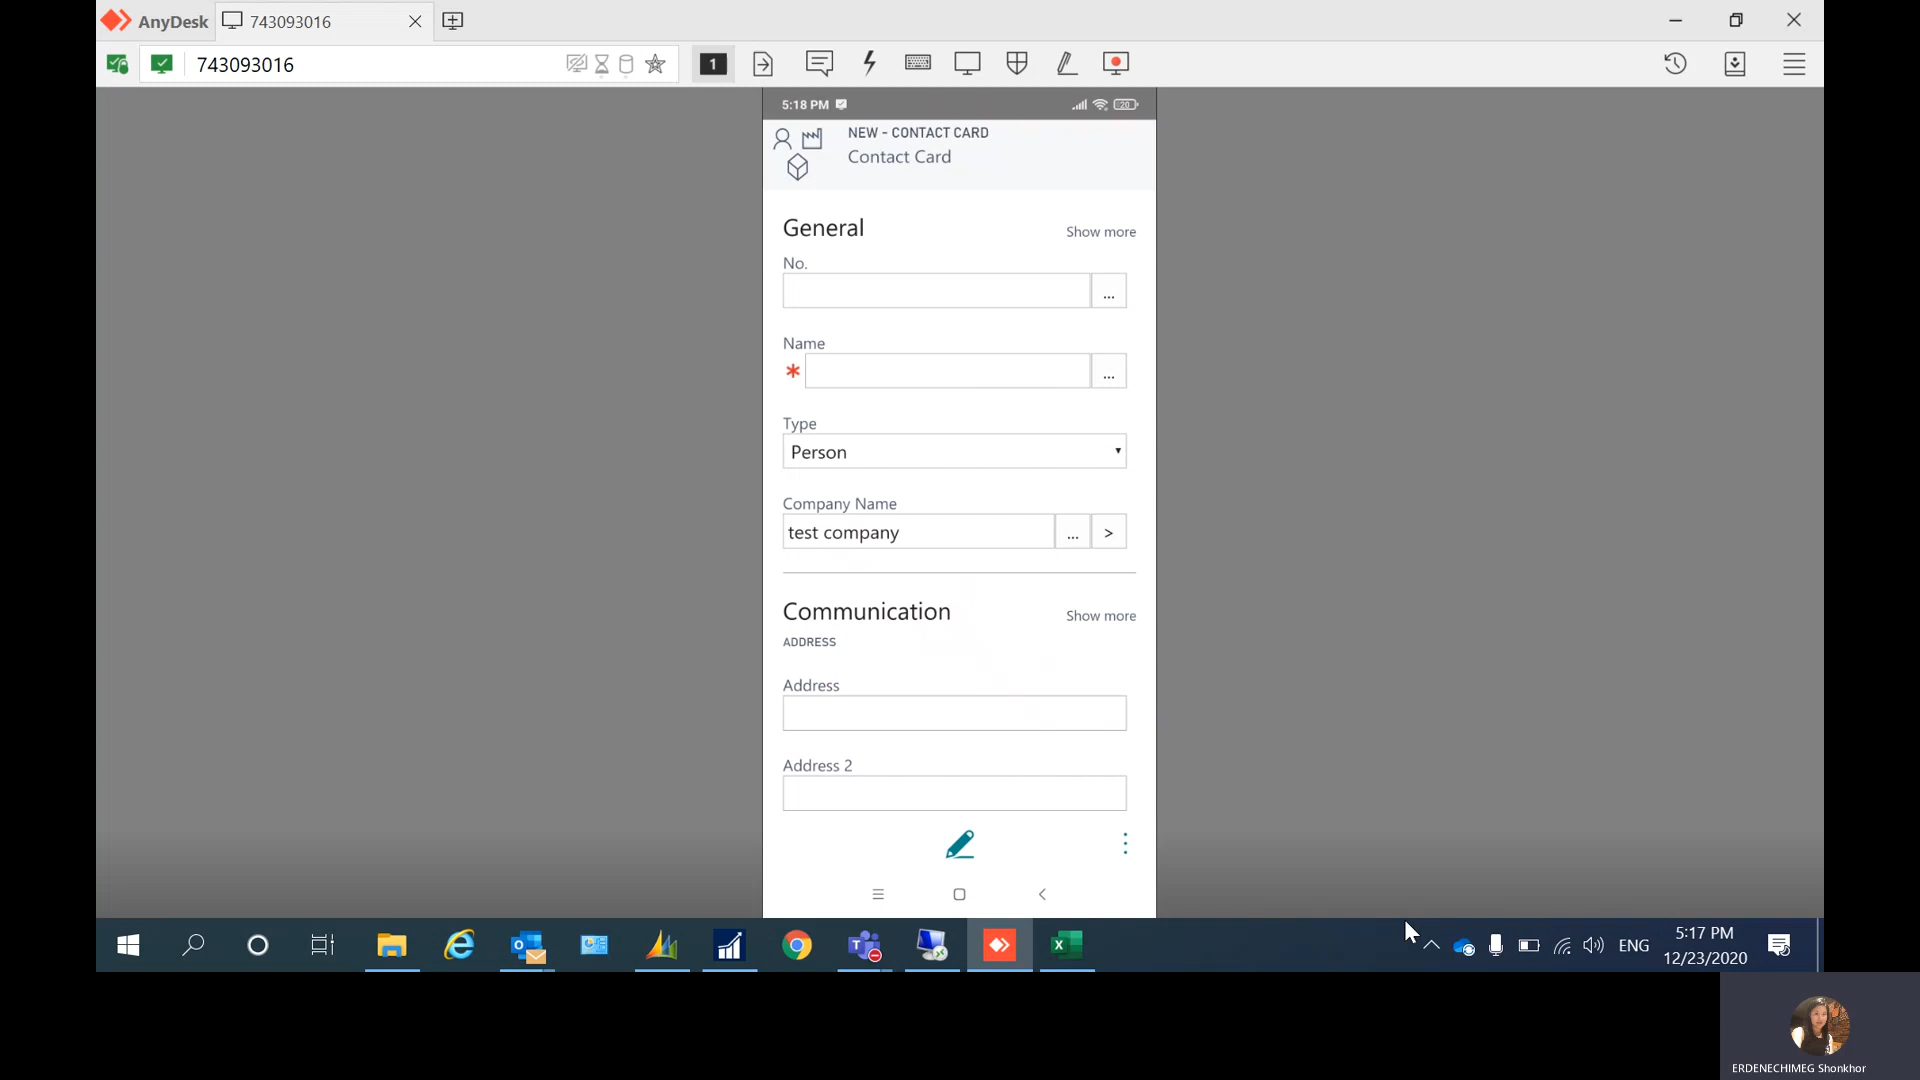 AnyDesk
743093016
743093016
1
5:18 PM
20
NEW - CONTACT CARD
Contact Card
General
Show more
No.
...
Name
*
...
Type
Person
Company Name
test company
...
>
Communication
Show more
ADDRESS
Address
Address 2
ENG
5:17 PM
12/23/2020
ERDENECHIMEG Shonkhor